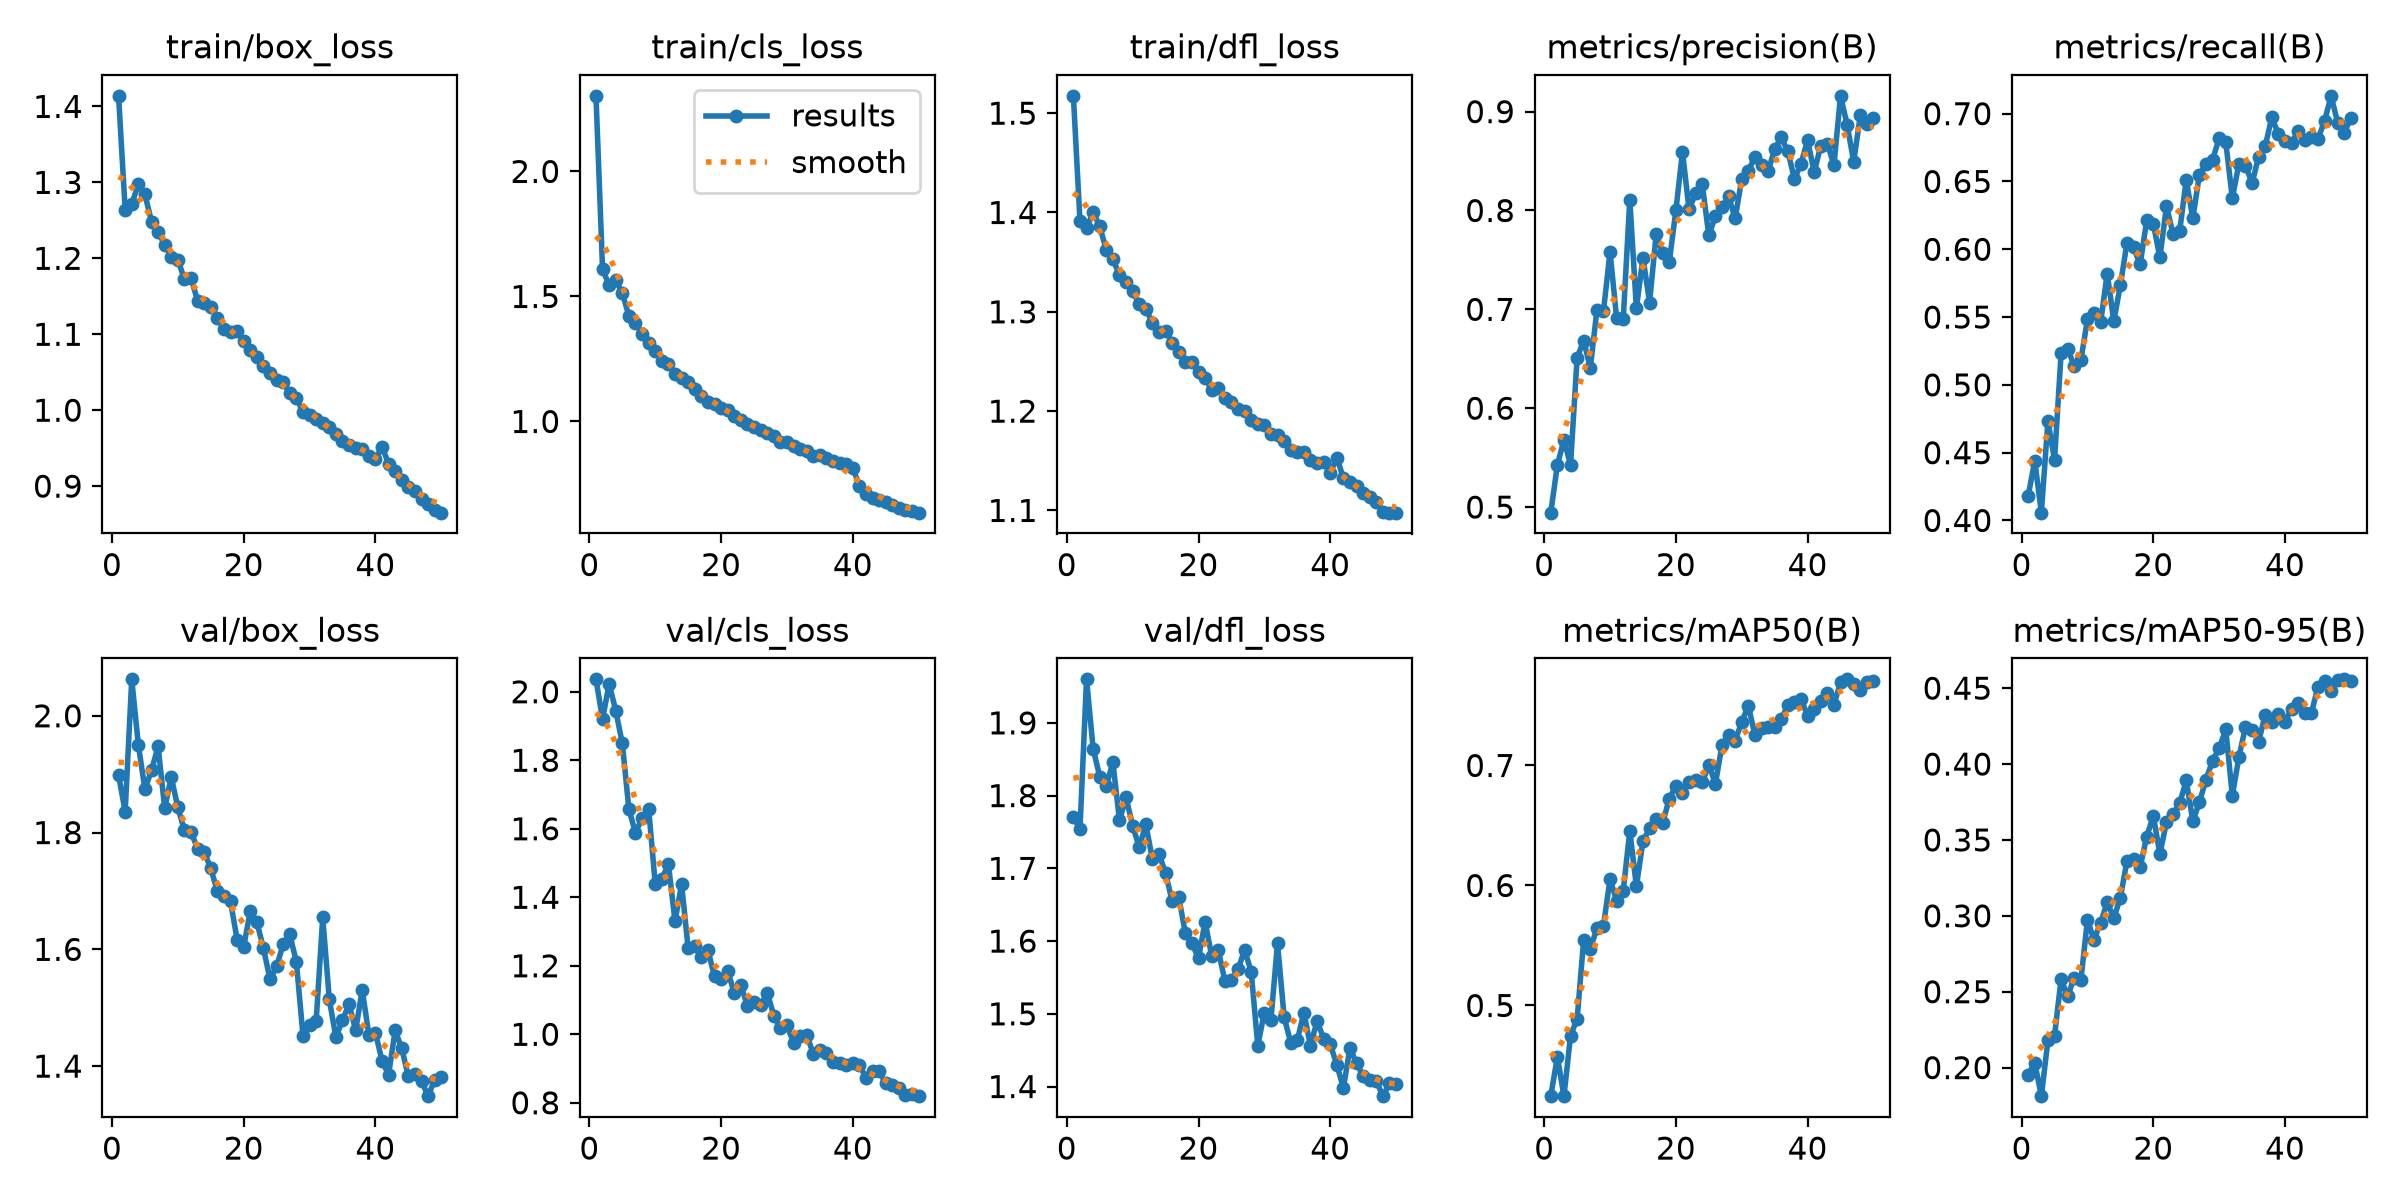 train/box_loss
1.4
1.3
1.2
1.1
1.0
0.9
0 20 40
train/cls_loss
results
smooth
2.0
1.5
1.0
0 20 40
train/dfl_loss
1.5
1.4
1.3
1.2
1.1
0 20 40
metrics/precision(B)
0.9
0.8
0.7
0.6
0.5
0 20 40
metrics/recall(B)
0.70
0.65
0.60
0.55
0.50
0.45
0.40
0 20 40
val/box_loss
2.0
1.8
1.6
1.4
0 20 40
val/cls_loss
2.0
1.8
1.6
1.4
1.2
1.0
0.8
0 20 40
val/dfl_loss
1.9
1.8
1.7
1.6
1.5
1.4
0 20 40
metrics/mAP50(B)
0.7
0.6
0.5
0 20 40
metrics/mAP50-95(B)
0.45
0.40
0.35
0.30
0.25
0.20
0 20 40